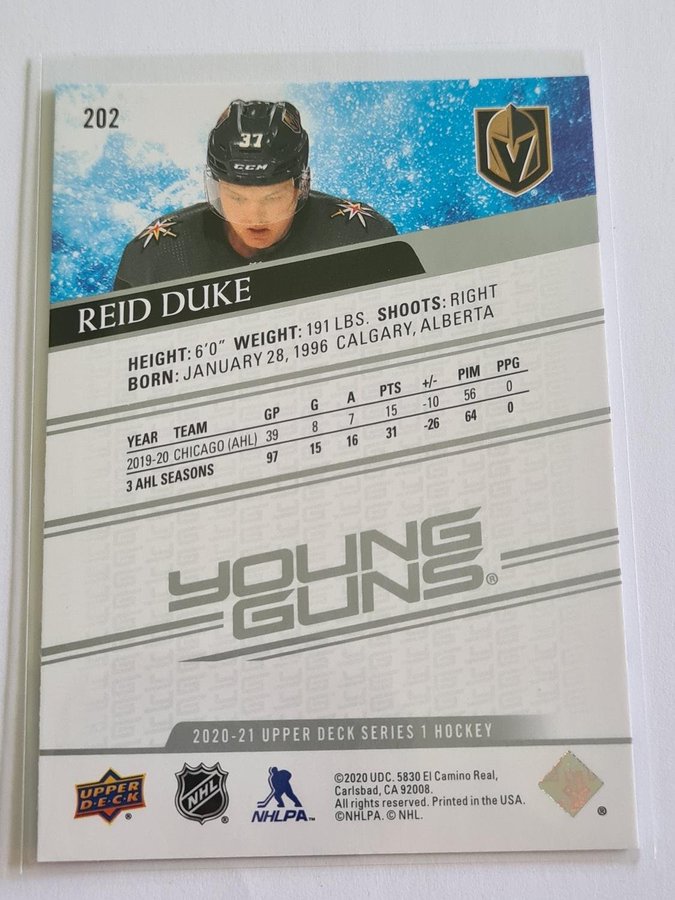 202
37
CCM
REID DUKE
HEIGHT: 6'0" WEIGHT: 191 LBS. SHOOTS: RIGHT
BORN: JANUARY 28, 1996 CALGARY, ALBERTA
YEAR TEAM GP G A PTS +/- PIM PPG
2019-20 CHICAGO (AHL) 39 8 7 15 -10 56 0
3 AHL SEASONS 97 15 16 31 -26 64 0
YOUNG
GUNS®
2020-21 UPPER DECK SERIES 1 HOCKEY
UPPER
D·E·C·K
®
NHL
®
NHLPA™
©2020 UDC. 5830 El Camino Real,
Carlsbad, CA 92008.
All rights reserved. Printed in the USA.
©NHLPA. © NHL.
®